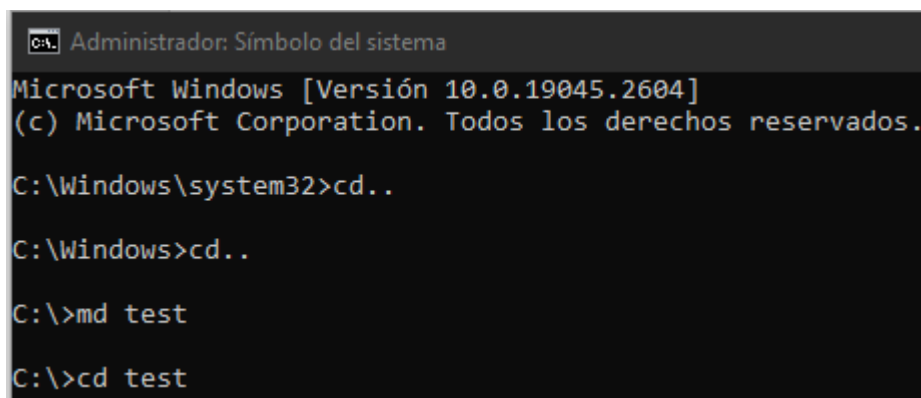 Administrador: Símbolo del sistema
Microsoft Windows [Versión 10.0.19045.2604]
(c) Microsoft Corporation. Todos los derechos reservados.
C:\Windows\system32>cd..
C:\Windows>cd..
C:\>md test
C:\>cd test